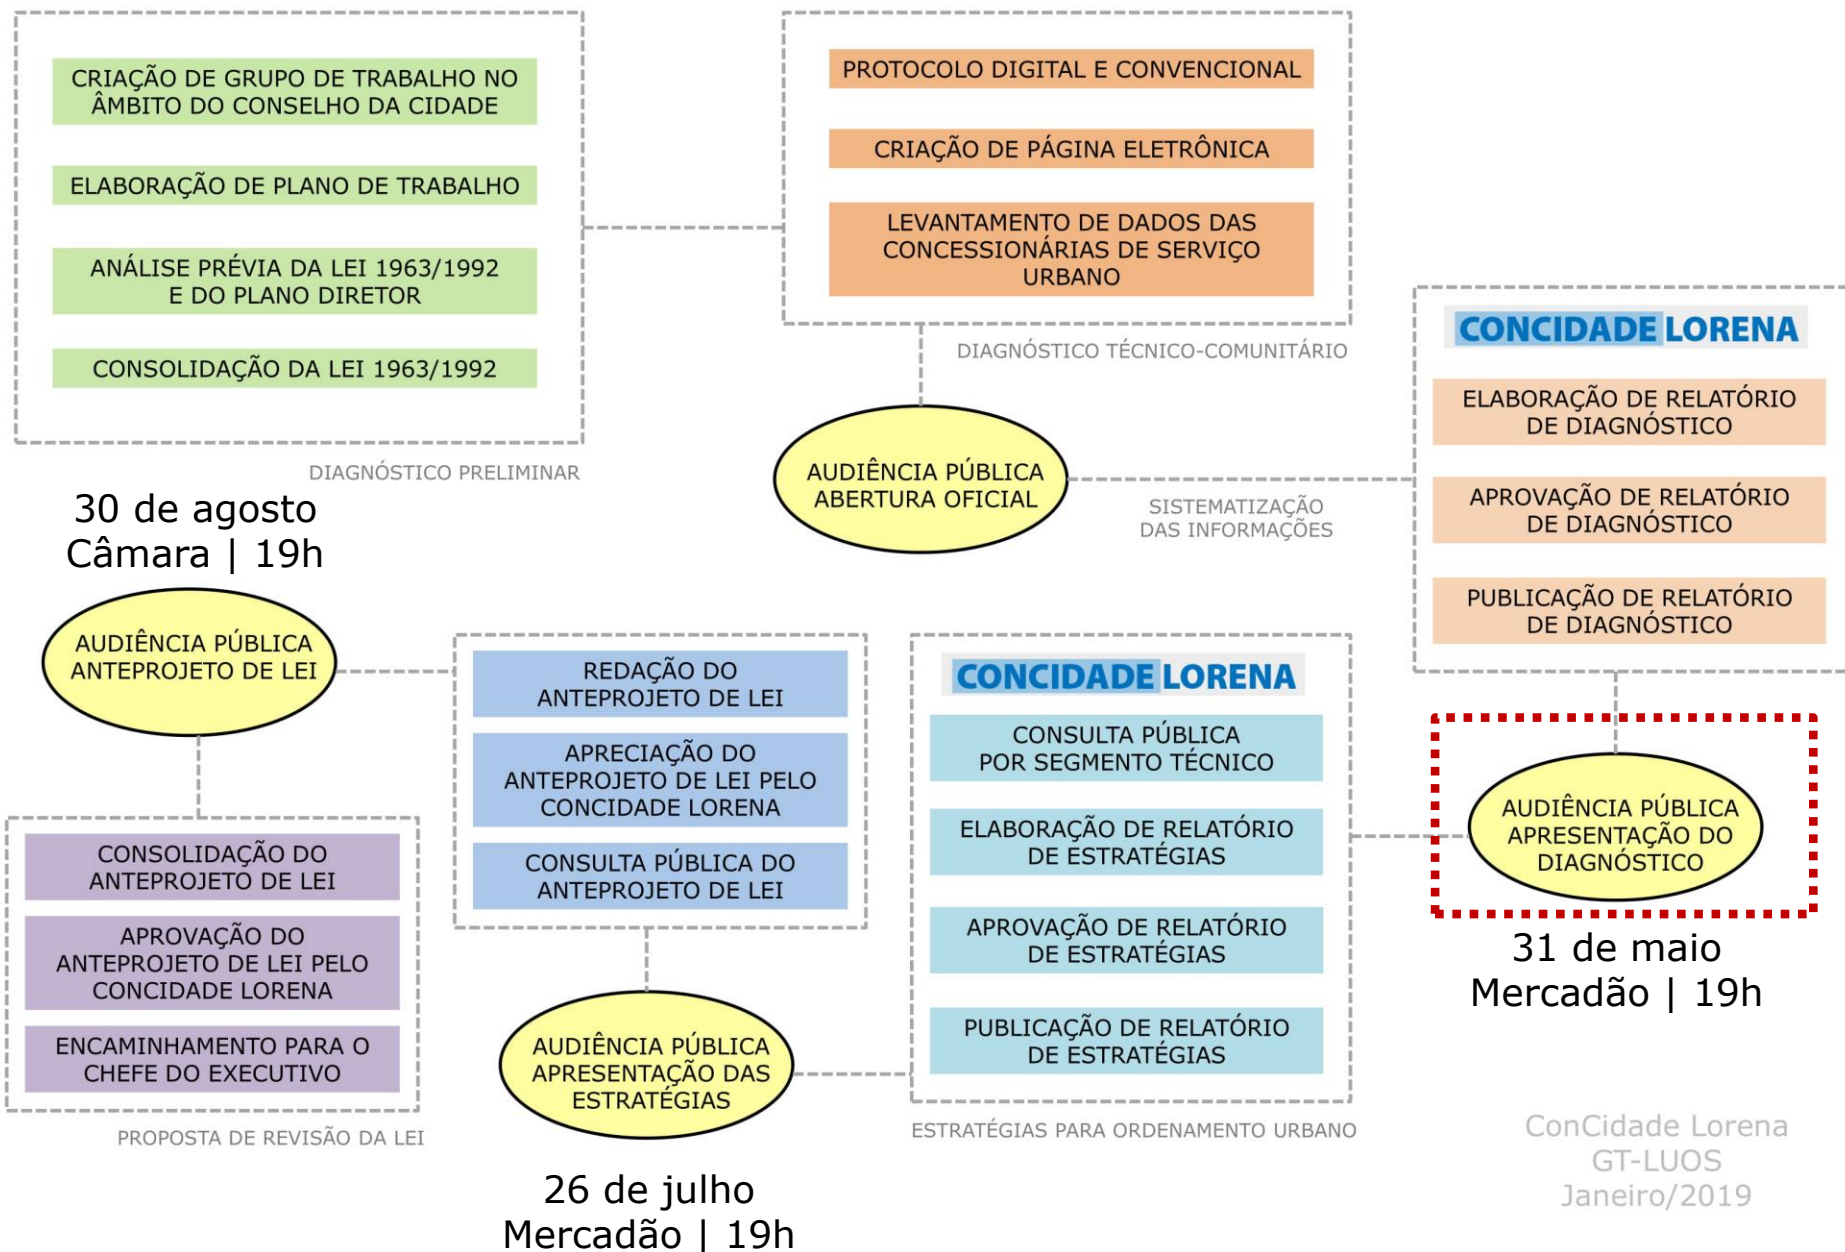 CRIAÇÃO DE GRUPO DE TRABALHO NO
ÂMBITO DO CONSELHO DA CIDADE
ELABORAÇÃO DE PLANO DE TRABALHO
ANÁLISE PRÉVIA DA LEI 1963/1992
E DO PLANO DIRETOR
CONSOLIDAÇÃO DA LEI 1963/1992
DIAGNÓSTICO PRELIMINAR
PROTOCOLO DIGITAL E CONVENCIONAL
CRIAÇÃO DE PÁGINA ELETRÔNICA
LEVANTAMENTO DE DADOS DAS
CONCESSIONÁRIAS DE SERVIÇO
URBANO
DIAGNÓSTICO TÉCNICO-COMUNITÁRIO
AUDIÊNCIA PÚBLICA
ABERTURA OFICIAL
SISTEMATIZAÇÃO
DAS INFORMAÇÕES
CONCIDADE LORENA
ELABORAÇÃO DE RELATÓRIO
DE DIAGNÓSTICO
APROVAÇÃO DE RELATÓRIO
DE DIAGNÓSTICO
PUBLICAÇÃO DE RELATÓRIO
DE DIAGNÓSTICO
AUDIÊNCIA PÚBLICA
APRESENTAÇÃO DO
DIAGNÓSTICO
31 de maio
Mercadão | 19h
CONCIDADE LORENA
CONSULTA PÚBLICA
POR SEGMENTO TÉCNICO
ELABORAÇÃO DE RELATÓRIO
DE ESTRATÉGIAS
APROVAÇÃO DE RELATÓRIO
DE ESTRATÉGIAS
PUBLICAÇÃO DE RELATÓRIO
DE ESTRATÉGIAS
ESTRATÉGIAS PARA ORDENAMENTO URBANO
AUDIÊNCIA PÚBLICA
APRESENTAÇÃO DAS
ESTRATÉGIAS
26 de julho
Mercadão | 19h
REDAÇÃO DO
ANTEPROJETO DE LEI
APRECIAÇÃO DO
ANTEPROJETO DE LEI PELO
CONCIDADE LORENA
CONSULTA PÚBLICA DO
ANTEPROJETO DE LEI
30 de agosto
Câmara | 19h
AUDIÊNCIA PÚBLICA
ANTEPROJETO DE LEI
CONSOLIDAÇÃO DO
ANTEPROJETO DE LEI
APROVAÇÃO DO
ANTEPROJETO DE LEI PELO
CONCIDADE LORENA
ENCAMINHAMENTO PARA O
CHEFE DO EXECUTIVO
PROPOSTA DE REVISÃO DA LEI
ConCidade Lorena
GT-LUOS
Janeiro/2019